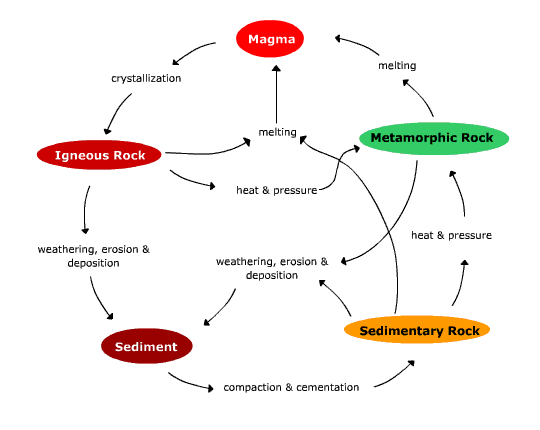 Magma
melting
crystallization
melting
Metamorphic Rock
Igneous Rock
heat & pressure
heat & pressure
weathering, erosion &
deposition
weathering, erosion &
deposition
Sedimentary Rock
Sediment
compaction & cementation